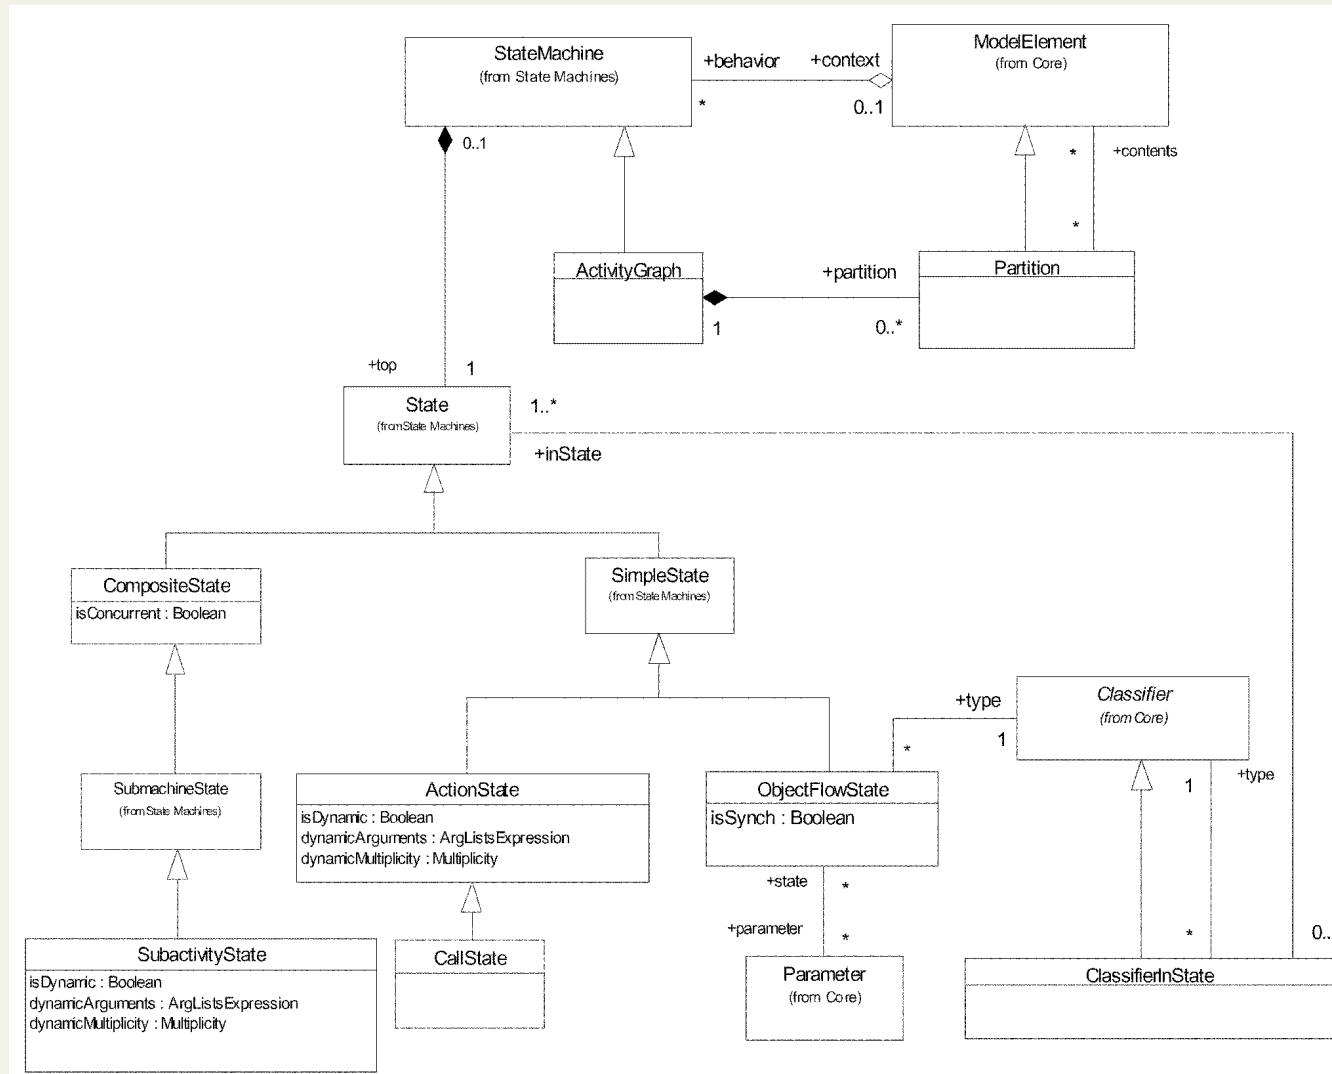 StateMachine
(from State Machines)
+behavior
+context
ModelElement
(from Core)
*
0..1
0..1
*
+contents
*
ActivityGraph
+partition
Partition
1
0..*
+top
1
State
(from State Machines)
1..*
+inState
CompositeState
isConcurrent : Boolean
SimpleState
(from State Machines)
+type
Classifier
(from Core)
*
1
SubmachineState
(from State Machines)
ActionState
isDynamic : Boolean
dynamicArguments : ArgListsExpression
dynamicMultiplicity : Multiplicity
ObjectFlowState
isSynch : Boolean
1
+type
+state
*
+parameter
*
*
0..
SubactivityState
isDynamic : Boolean
dynamicArguments : ArgListsExpression
dynamicMultiplicity : Multiplicity
CallState
Parameter
(from Core)
ClassifierInState